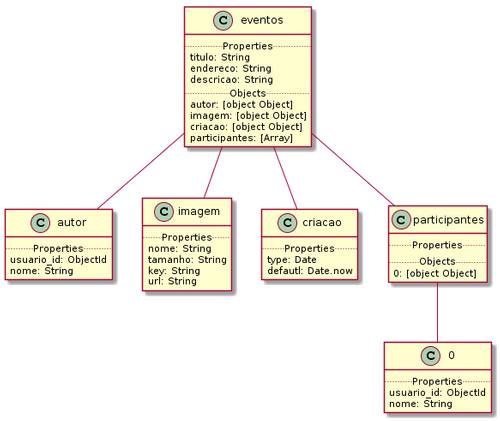 C eventos
Properties
titulo: String
endereco: String
descricao: String
Objects
autor: [object Object]
imagem: [object Object]
criacao: [object Object]
participantes: [Array]
C autor
Properties
usuario_id: ObjectId
nome: String
C imagem
Properties
nome: String
tamanho: String
key: String
url: String
C criacao
Properties
type: Date
defautl: Date.now
C participantes
Properties
Objects
0: [object Object]
C 0
Properties
usuario_id: ObjectId
nome: String